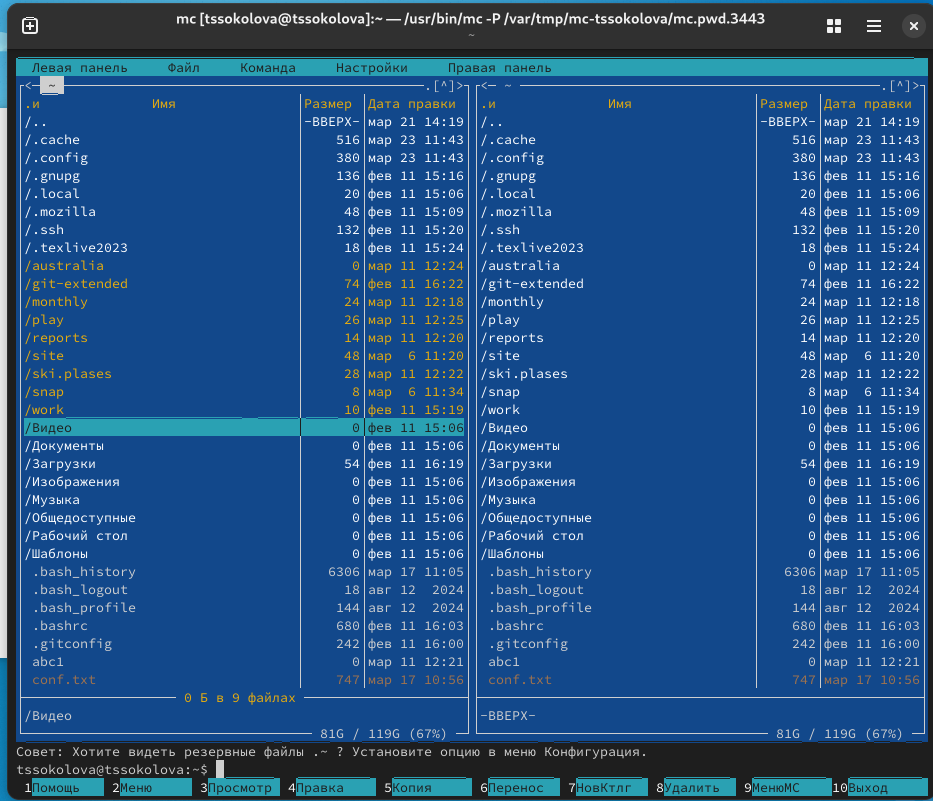 mc [tssokolova@tssokolova]:~ — /usr/bin/mc -P /var/tmp/mc-tssokolova/mc.pwd.3443
~
Левая панель Файл Команда Настройки Правая панель
<- ~ .[^]> <- ~ .[^]>
.и Имя Размер Дата правки .и Имя Размер Дата правки
/.. -ВВЕРХ- мар 21 14:19 /.. -ВВЕРХ- мар 21 14:19
/.cache 516 мар 23 11:43 /.cache 516 мар 23 11:43
/.config 380 мар 23 11:43 /.config 380 мар 23 11:43
/.gnupg 136 фев 11 15:16 /.gnupg 136 фев 11 15:16
/.local 20 фев 11 15:06 /.local 20 фев 11 15:06
/.mozilla 48 фев 11 15:09 /.mozilla 48 фев 11 15:09
/.ssh 132 фев 11 15:20 /.ssh 132 фев 11 15:20
/.texlive2023 18 фев 11 15:24 /.texlive2023 18 фев 11 15:24
/australia 0 мар 11 12:24 /australia 0 мар 11 12:24
/git-extended 74 фев 11 16:22 /git-extended 74 фев 11 16:22
/monthly 24 мар 11 12:18 /monthly 24 мар 11 12:18
/play 26 мар 11 12:25 /play 26 мар 11 12:25
/reports 14 мар 11 12:20 /reports 14 мар 11 12:20
/site 48 мар 6 11:20 /site 48 мар 6 11:20
/ski.plases 28 мар 11 12:22 /ski.plases 28 мар 11 12:22
/snap 8 мар 6 11:34 /snap 8 мар 6 11:34
/work 10 фев 11 15:19 /work 10 фев 11 15:19
/Видео 0 фев 11 15:06 /Видео 0 фев 11 15:06
/Документы 0 фев 11 15:06 /Документы 0 фев 11 15:06
/Загрузки 54 фев 11 16:19 /Загрузки 54 фев 11 16:19
/Изображения 0 фев 11 15:06 /Изображения 0 фев 11 15:06
/Музыка 0 фев 11 15:06 /Музыка 0 фев 11 15:06
/Общедоступные 0 фев 11 15:06 /Общедоступные 0 фев 11 15:06
/Рабочий стол 0 фев 11 15:06 /Рабочий стол 0 фев 11 15:06
/Шаблоны 0 фев 11 15:06 /Шаблоны 0 фев 11 15:06
.bash_history 6306 мар 17 11:05 .bash_history 6306 мар 17 11:05
.bash_logout 18 авг 12 2024 .bash_logout 18 авг 12 2024
.bash_profile 144 авг 12 2024 .bash_profile 144 авг 12 2024
.bashrc 680 фев 11 16:03 .bashrc 680 фев 11 16:03
.gitconfig 242 фев 11 16:00 .gitconfig 242 фев 11 16:00
abc1 0 мар 11 12:21 abc1 0 мар 11 12:21
conf.txt 747 мар 17 10:56 conf.txt 747 мар 17 10:56
0 Б в 9 файлах
/Видео -ВВЕРХ-
81G / 119G (67%) 81G / 119G (67%)
Совет: Хотите видеть резервные файлы .~ ? Установите опцию в меню Конфигурация.
tssokolova@tssokolova:~$
1Помощь 2Меню 3Просмотр 4Правка 5Копия 6Перенос 7НовКтлг 8Удалить 9МенюMC 10Выход